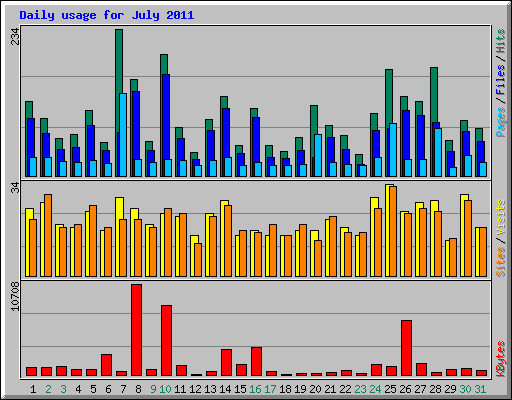 Daily usage for July 2011
234
Pages / Files / Hits
34
Sites / Visits
10708
KBytes
1 2 3 4 5 6 7 8 9 10 11 12 13 14 15 16 17 18 19 20 21 22 23 24 25 26 27 28 29 30 31